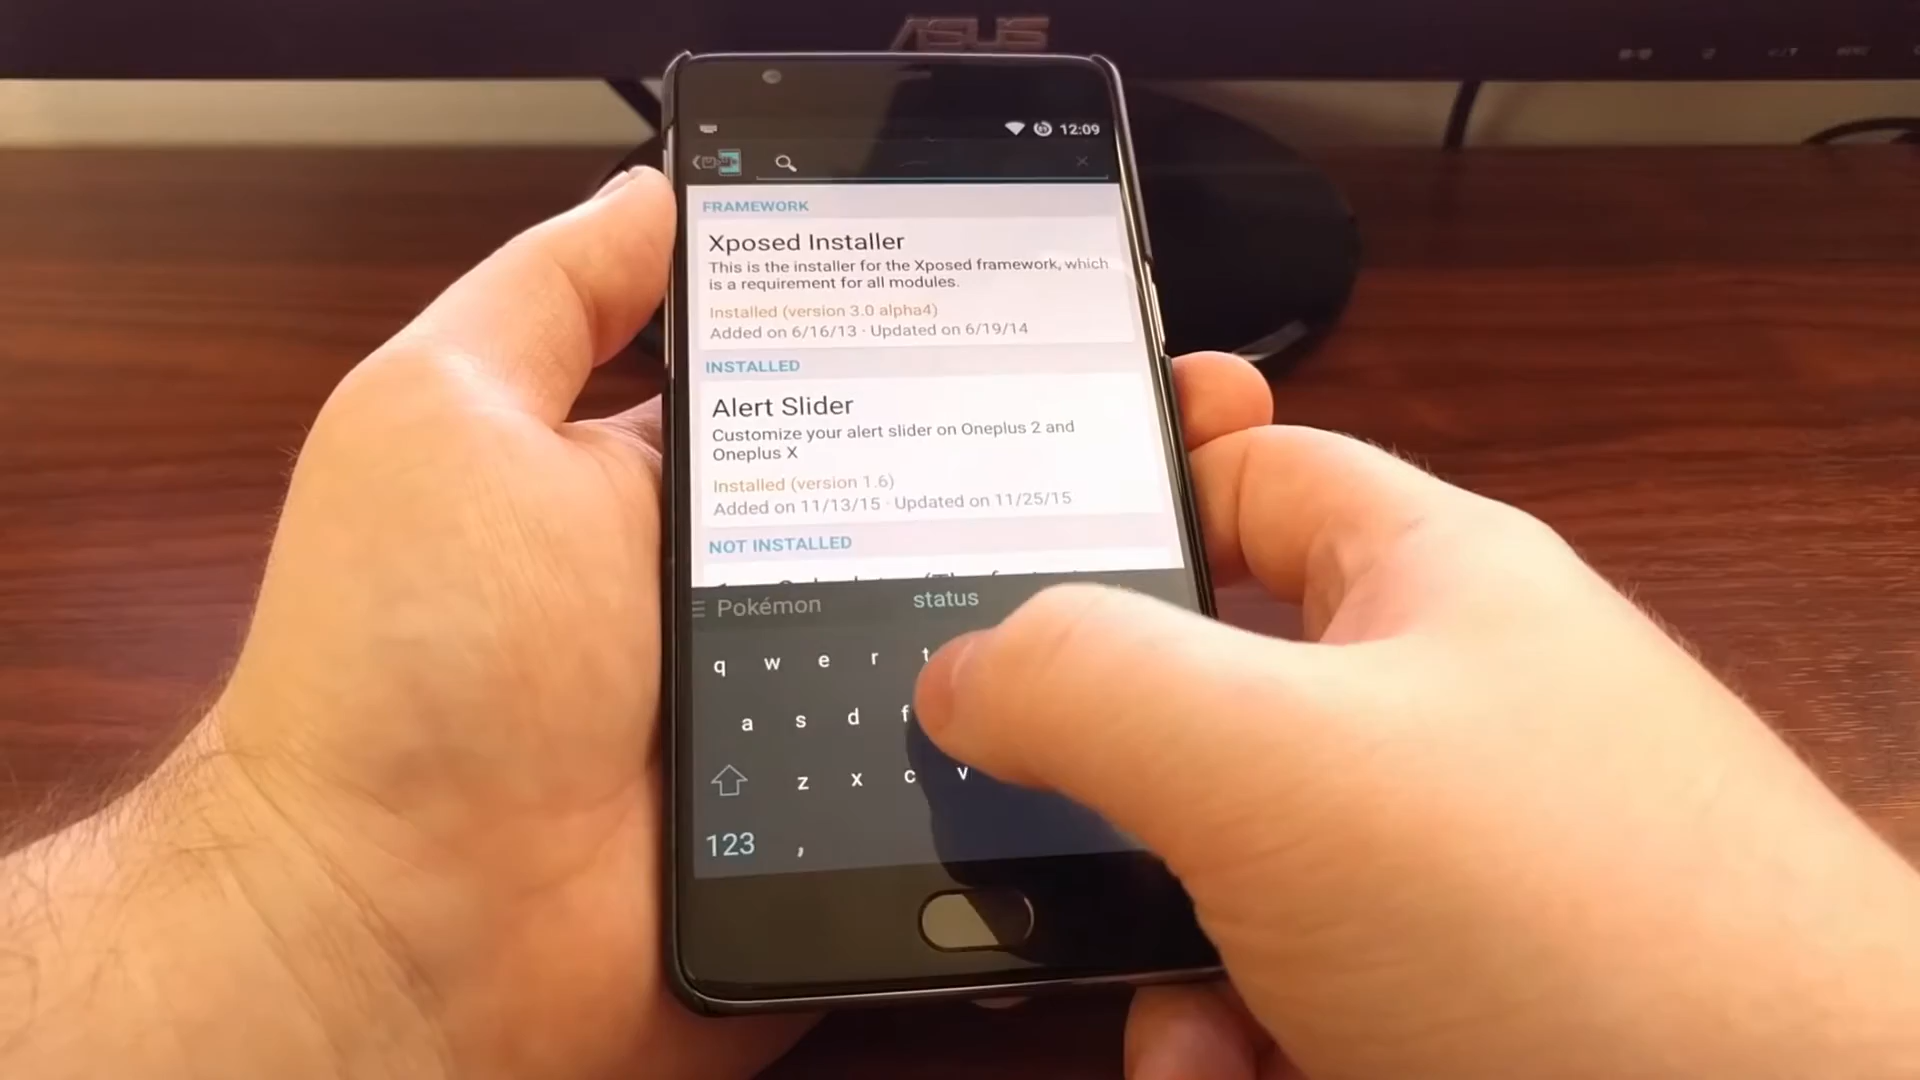 ASUS
12:09
FRAMEWORK
Xposed Installer
This is the installer for the Xposed framework, which
is a requirement for all modules.
Installed (version 3.0 alpha4)
Added on 6/16/13 · Updated on 6/19/14
INSTALLED
Alert Slider
Customize your alert slider on Oneplus 2 and
Oneplus X
Installed (version 1.6)
Added on 11/13/15 · Updated on 11/25/15
NOT INSTALLED
Pokémon status
q w e r t
a s d f
z x c v
123 ,